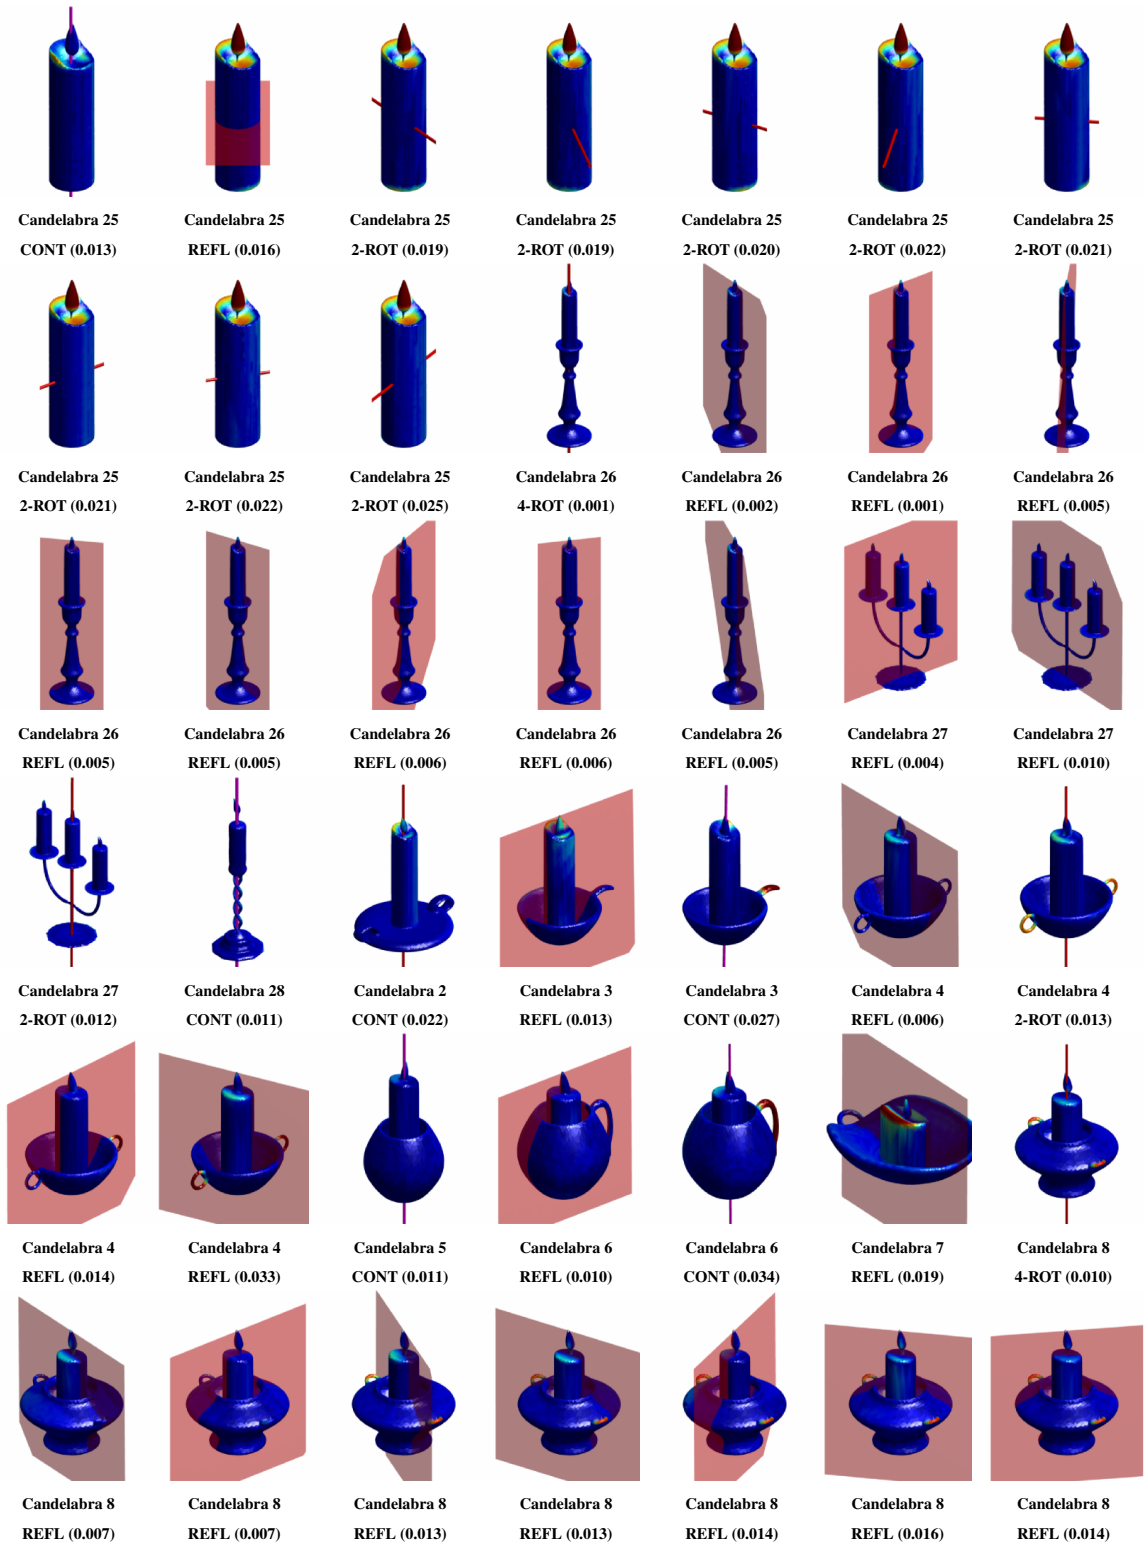 Candelabra 25 Candelabra 25 Candelabra 25 Candelabra 25 Candelabra 25 Candelabra 25 Candelabra 25
CONT (0.013) REFL (0.016) 2-ROT (0.019) 2-ROT (0.019) 2-ROT (0.020) 2-ROT (0.022) 2-ROT (0.021)
Candelabra 25 Candelabra 25 Candelabra 25 Candelabra 26 Candelabra 26 Candelabra 26 Candelabra 26
2-ROT (0.021) 2-ROT (0.022) 2-ROT (0.025) 4-ROT (0.001) REFL (0.002) REFL (0.001) REFL (0.005)
Candelabra 26 Candelabra 26 Candelabra 26 Candelabra 26 Candelabra 26 Candelabra 27 Candelabra 27
REFL (0.005) REFL (0.005) REFL (0.006) REFL (0.006) REFL (0.005) REFL (0.004) REFL (0.010)
Candelabra 27 Candelabra 28 Candelabra 2 Candelabra 3 Candelabra 3 Candelabra 4 Candelabra 4
2-ROT (0.012) CONT (0.011) CONT (0.022) REFL (0.013) CONT (0.027) REFL (0.006) 2-ROT (0.013)
Candelabra 4 Candelabra 4 Candelabra 5 Candelabra 6 Candelabra 6 Candelabra 7 Candelabra 8
REFL (0.014) REFL (0.033) CONT (0.011) REFL (0.010) CONT (0.034) REFL (0.019) 4-ROT (0.010)
Candelabra 8 Candelabra 8 Candelabra 8 Candelabra 8 Candelabra 8 Candelabra 8 Candelabra 8
REFL (0.007) REFL (0.007) REFL (0.013) REFL (0.013) REFL (0.014) REFL (0.016) REFL (0.014)